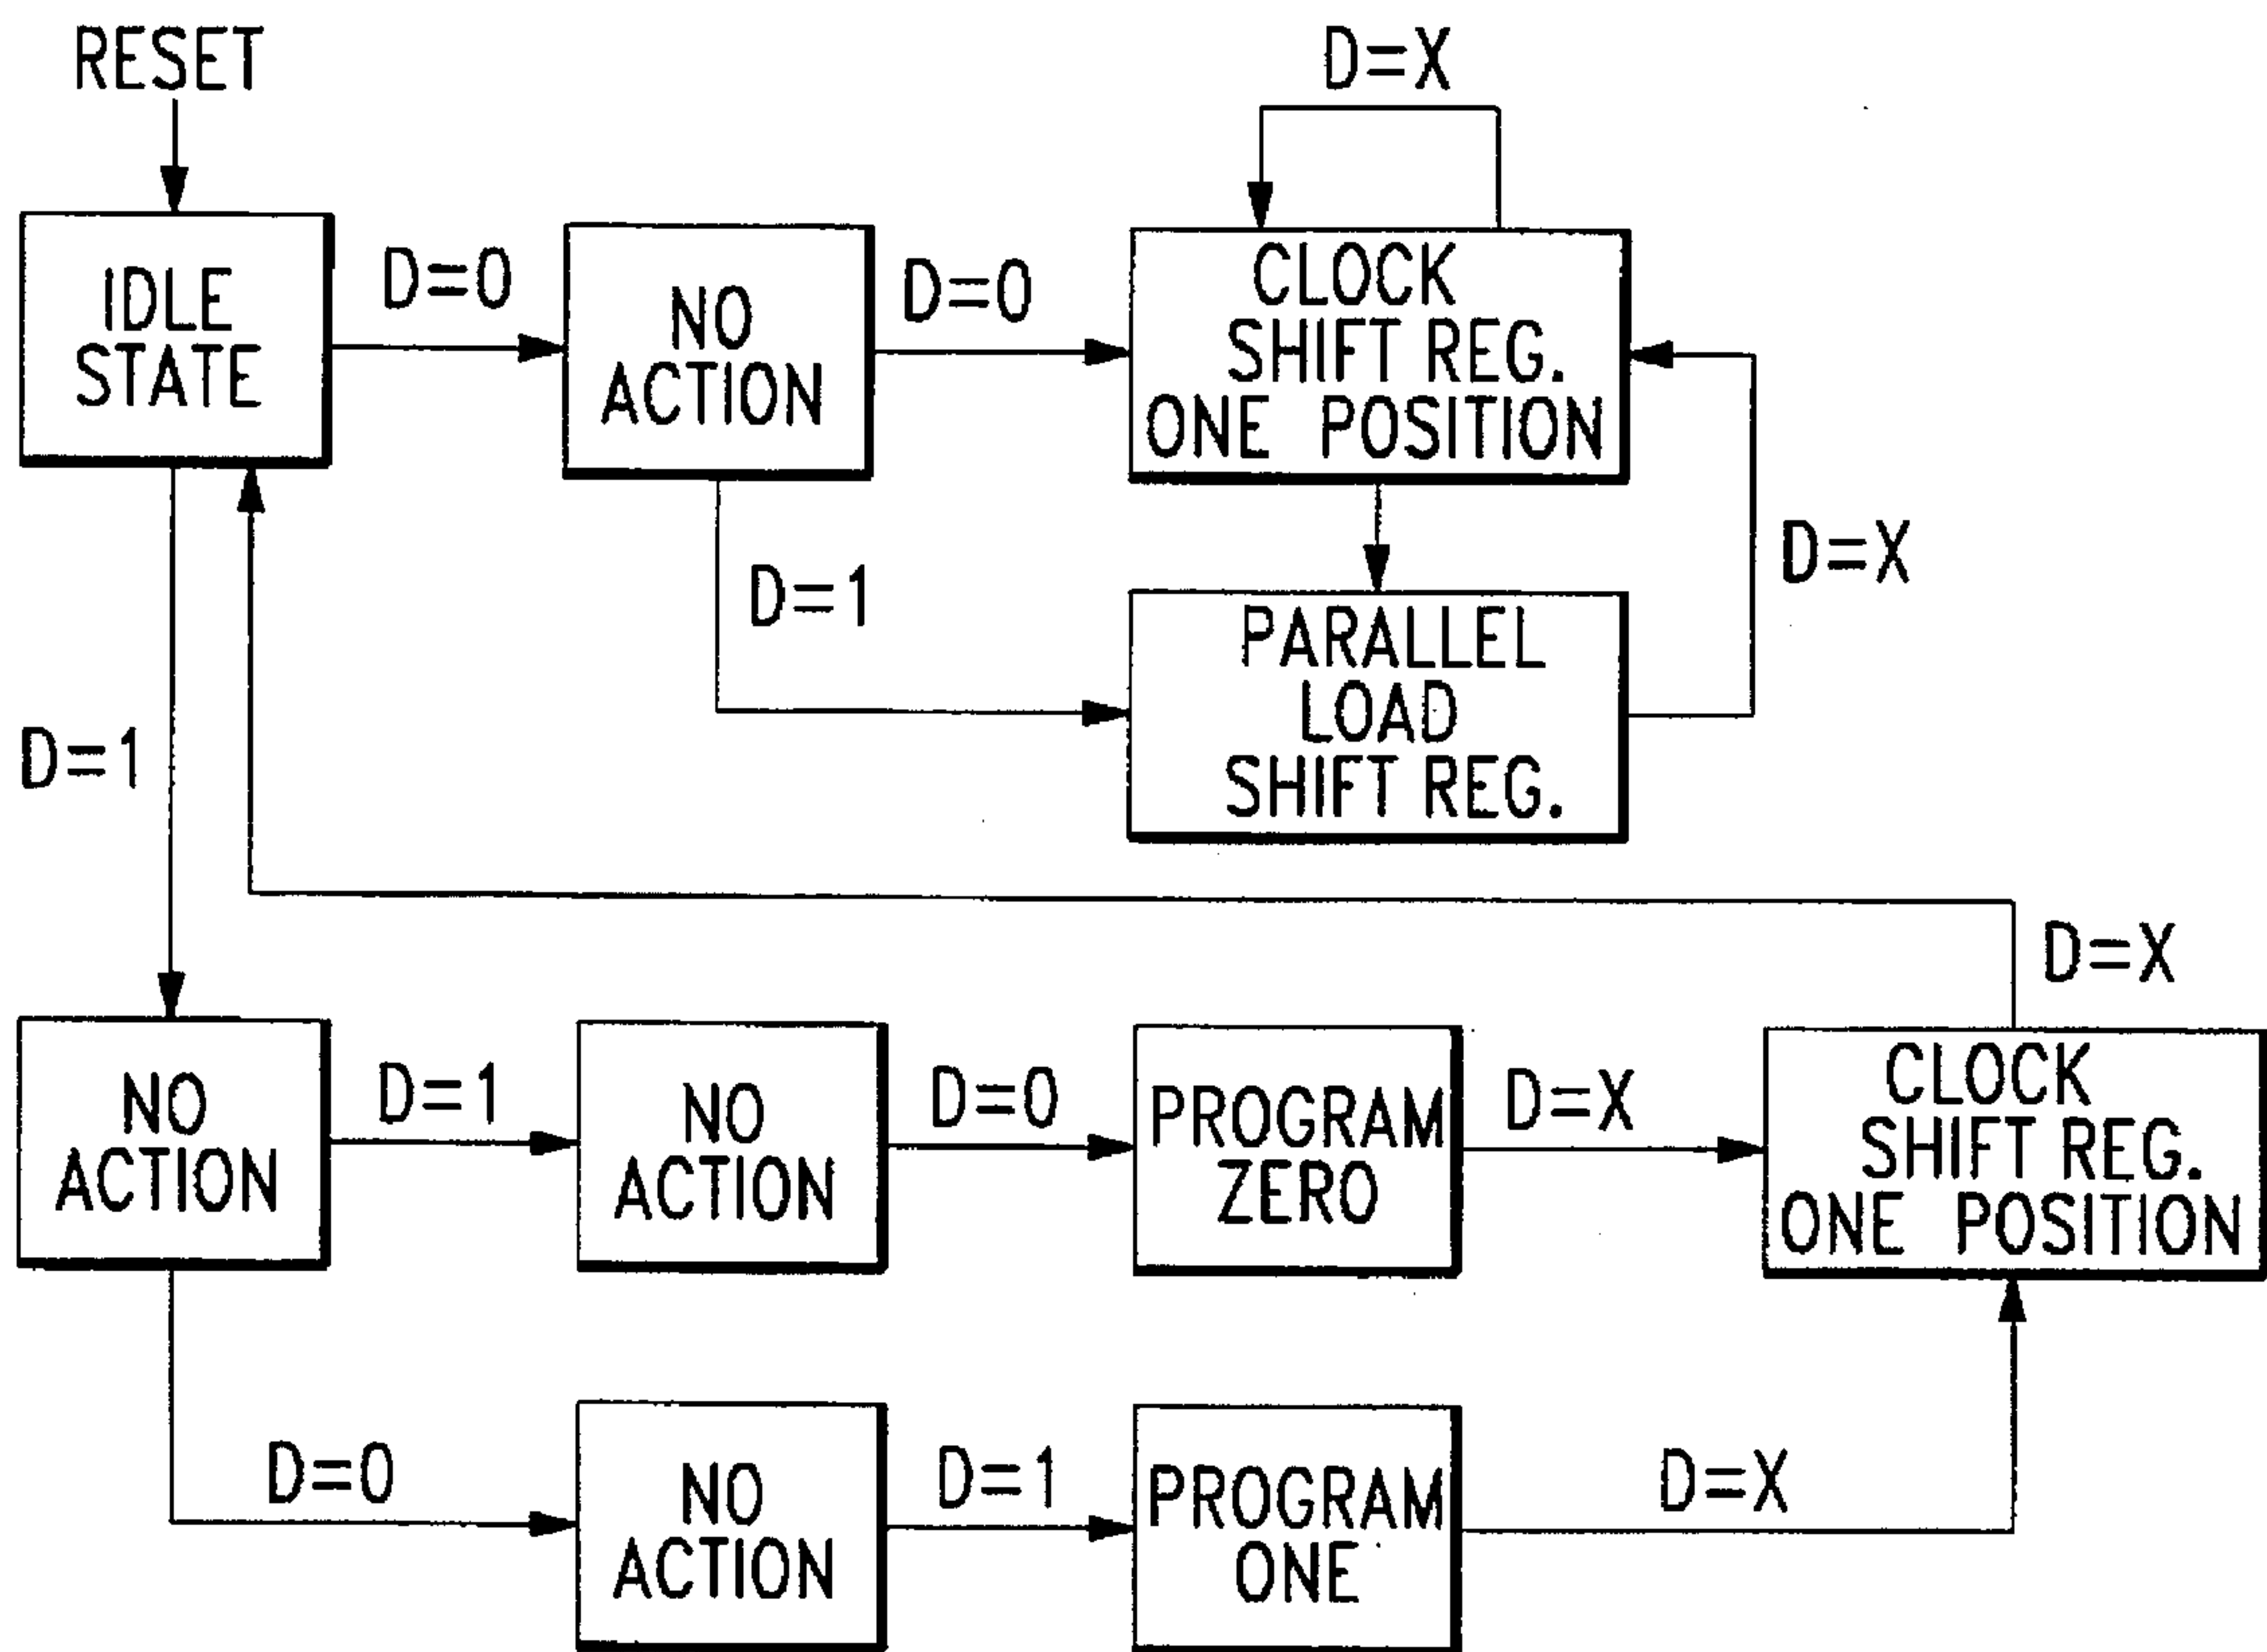 RESET
D=X
IDLE
STATE
D=0
NO
ACTION
D=0
CLOCK
SHIFT REG.
ONE POSITION
D=1
D=X
PARALLEL
LOAD
SHIFT REG.
D=1
D=X
NO
ACTION
D=1
NO
ACTION
D=0
PROGRAM
ZERO
D=X
CLOCK
SHIFT REG.
ONE POSITION
D=0
NO
ACTION
D=1
PROGRAM
ONE
D=X